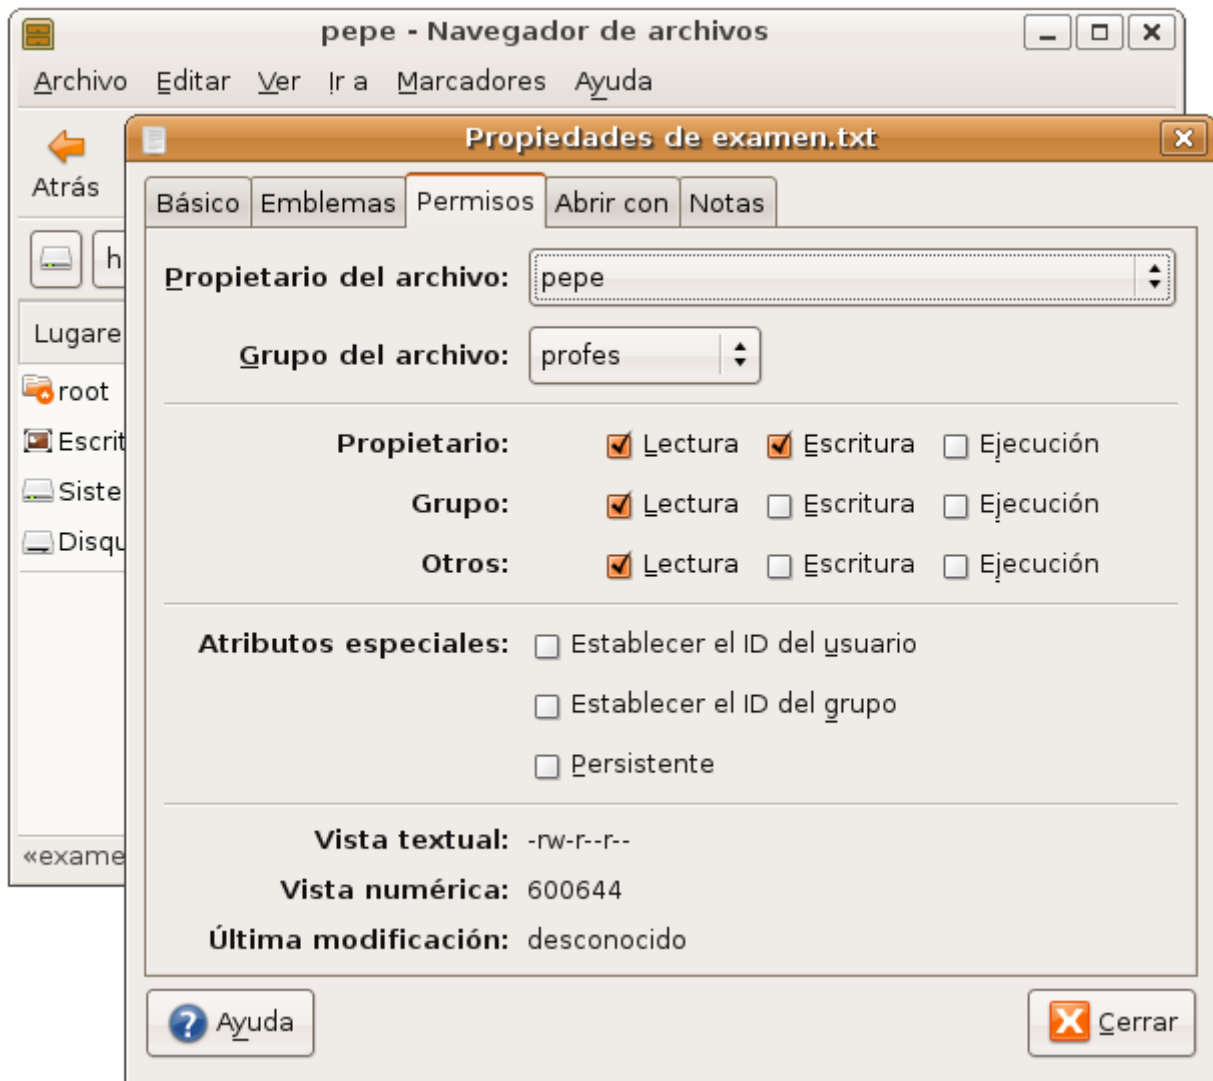 pepe - Navegador de archivos
Archivo Editar Ver Ir a Marcadores Ayuda
Propiedades de examen.txt
Atrás
Básico Emblemas Permisos Abrir con Notas
h
Propietario del archivo: pepe
Lugare
Grupo del archivo: profes
root
Propietario: Lectura Escritura Ejecución
Escrit
Grupo: Lectura Escritura Ejecución
Siste
Otros: Lectura Escritura Ejecución
Disqu
Atributos especiales: Establecer el ID del usuario
Establecer el ID del grupo
Persistente
Vista textual: -rw-r--r--
«exame
Vista numérica: 600644
Última modificación: desconocido
Ayuda Cerrar